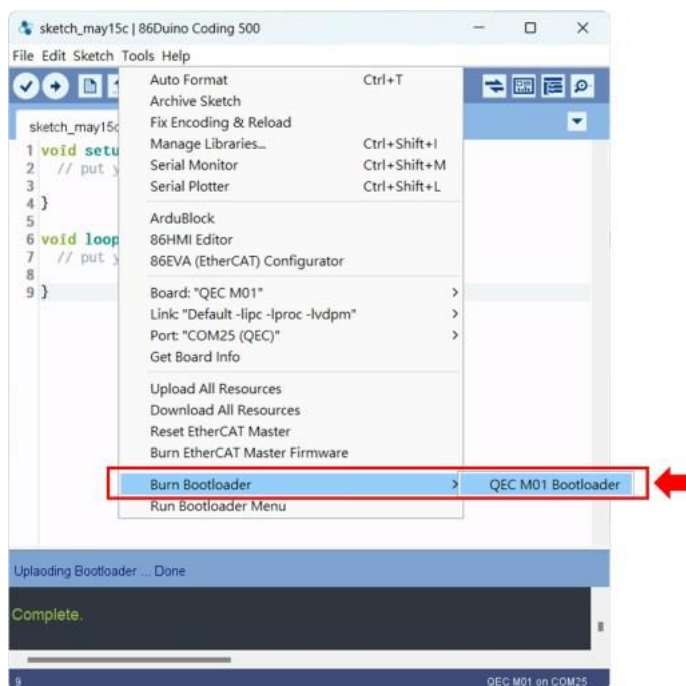 sketch_may15c | 86Duino Coding 500
File Edit Sketch Tools Help
sketch_may15c
1 void setu
2 // put y
3
4 }
5
6 void loop
7 // put y
8
9 }
Auto Format Ctrl+T
Archive Sketch
Fix Encoding & Reload
Manage Libraries... Ctrl+Shift+I
Serial Monitor Ctrl+Shift+M
Serial Plotter Ctrl+Shift+L
ArduBlock
86HMI Editor
86EVA (EtherCAT) Configurator
Board: "QEC M01"
Link: "Default -lipc -lproc -lvdpm"
Port: "COM25 (QEC)"
Get Board Info
Upload All Resources
Download All Resources
Reset EtherCAT Master
Burn EtherCAT Master Firmware
Burn Bootloader QEC M01 Bootloader
Run Bootloader Menu
Uplaoding Bootloader ... Done
Complete.
9 QEC M01 on COM25